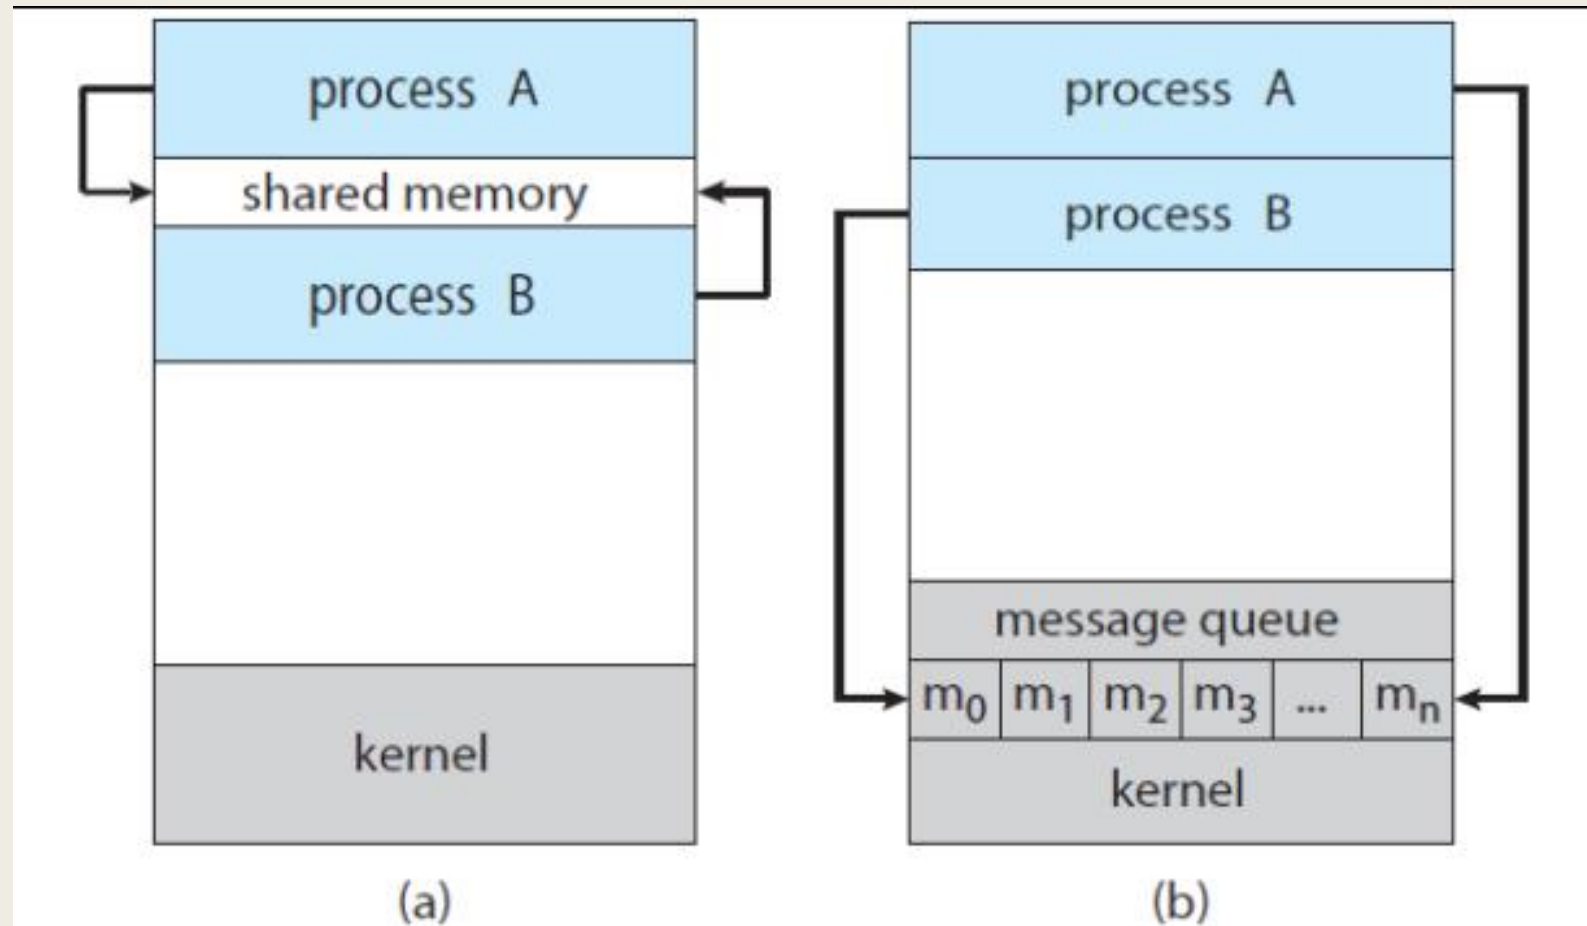 process A
shared memory
process B
kernel
(a)
process A
process B
message queue
m₀ m₁ m₂ m₃ ... mₙ
kernel
(b)